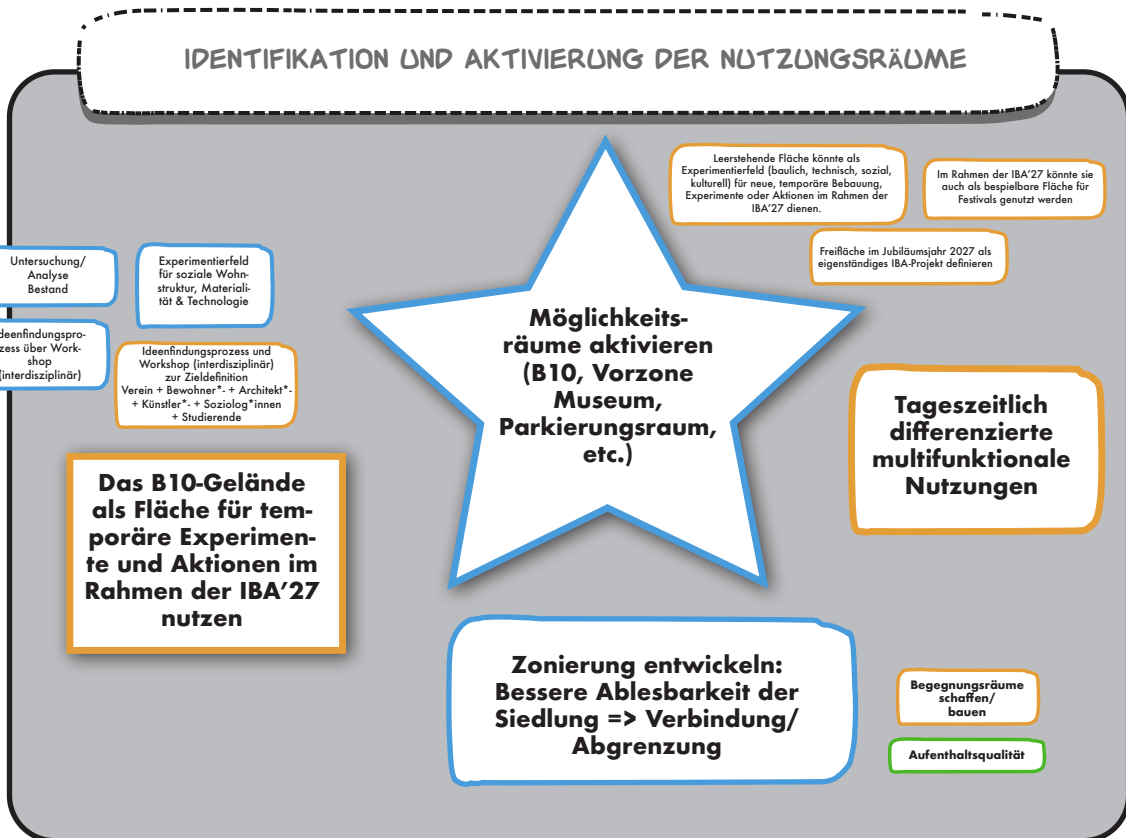 IDENTIFIKATION UND AKTIVIERUNG DER NUTZUNGSRÄUME
Leerstehende Fläche könnte als
Experimentierfeld (baulich, technisch, sozial,
kulturell) für neue, temporäre Bebauung,
Experimente oder Aktionen im Rahmen der
IBA'27 dienen.
Im Rahmen der IBA'27 könnte sie
auch als bespielbare Fläche für
Festivals genutzt werden
Freifläche im Jubiläumsjahr 2027 als
eigenständiges IBA-Projekt definieren
Untersuchung/
Analyse
Bestand
Experimentierfeld
für soziale Wohn-
struktur, Materiali-
tät & Technologie
deenfindungspro-
zess über Work-
shop
(interdisziplinär)
Ideenfindungsprozess und
Workshop (interdisziplinär)
zur Zieldefinition
Verein + Bewohner*- + Architekt*-
+ Künstler*- + Soziolog*innen
+ Studierende
Möglichkeits-
räume aktivieren
(B10, Vorzone
Museum,
Parkierungsraum,
etc.)
Tageszeitlich
differenzierte
multifunktionale
Nutzungen
Das B10-Gelände
als Fläche für tem-
poräre Experimen-
te und Aktionen im
Rahmen der IBA'27
nutzen
Zonierung entwickeln:
Bessere Ablesbarkeit der
Siedlung => Verbindung/
Abgrenzung
Begegnungsräume
schaffen/
bauen
Aufenthaltsqualität